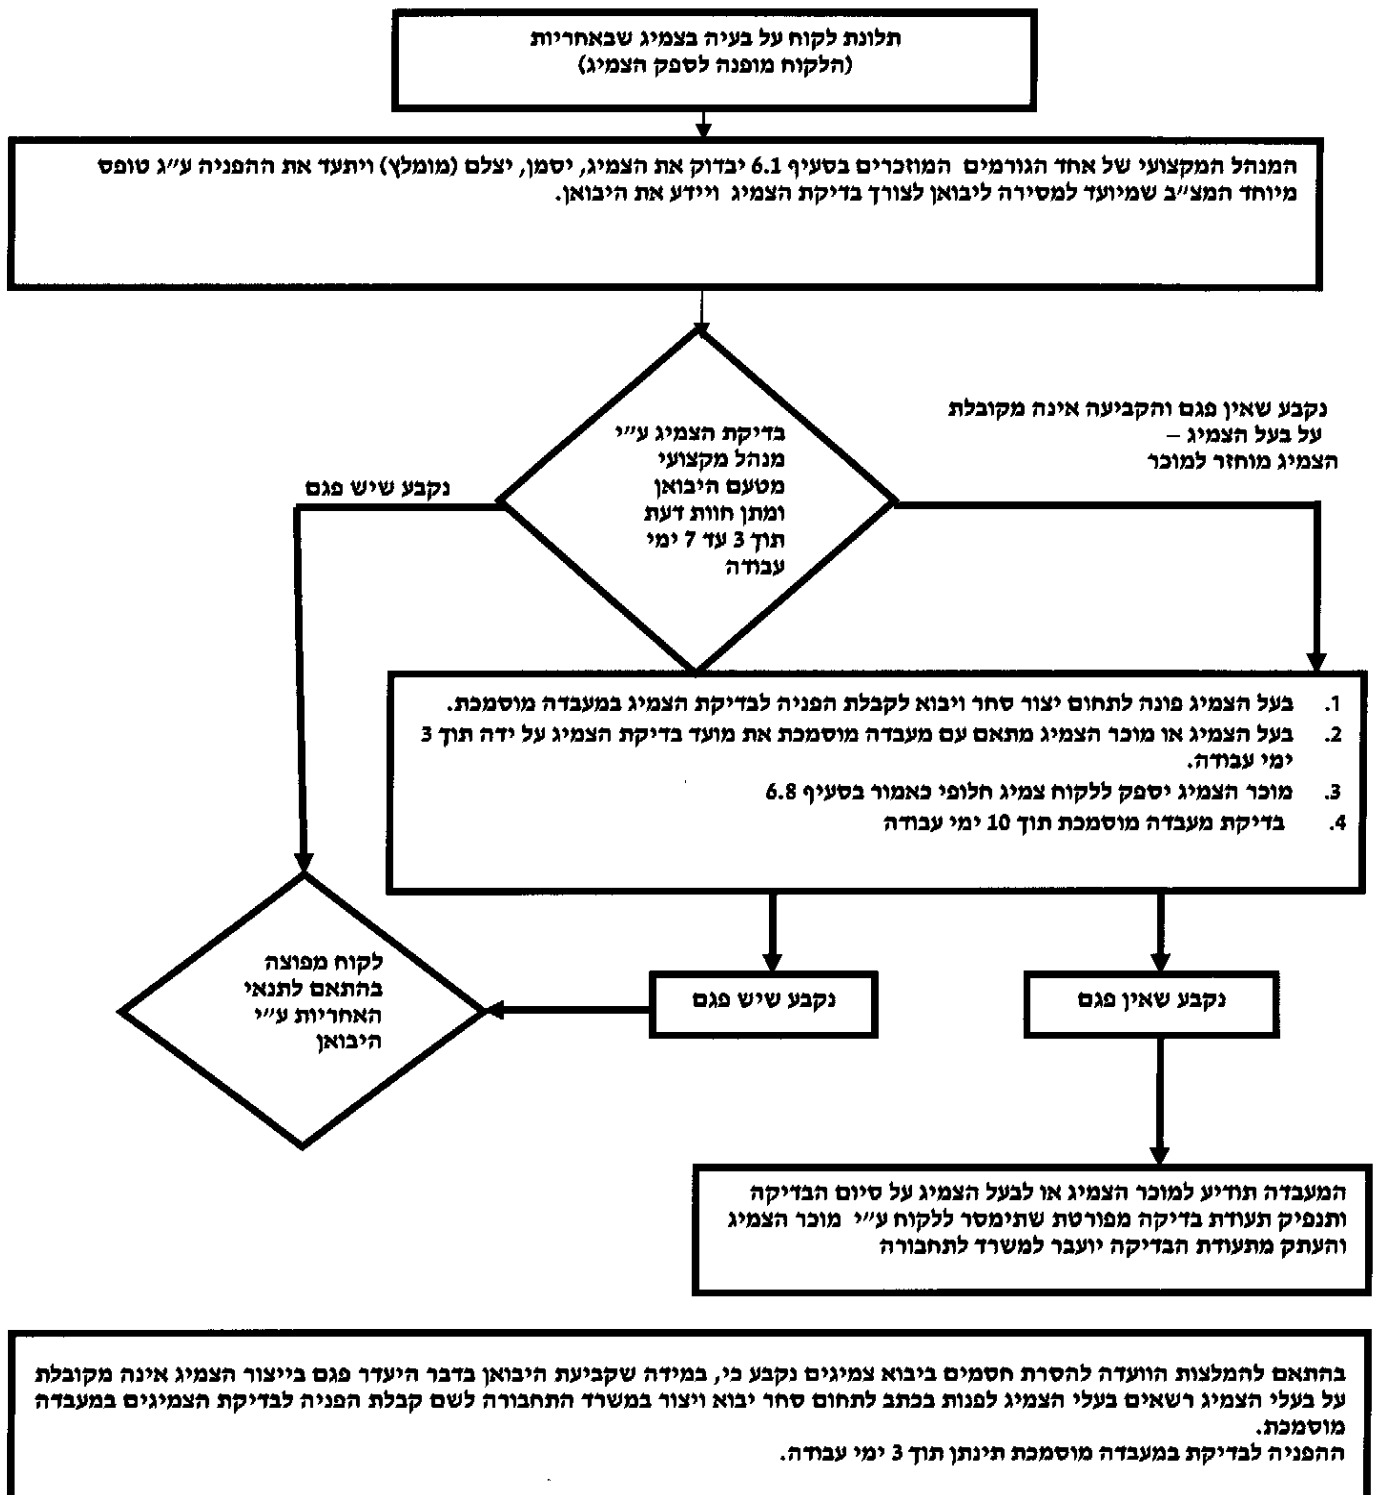 תלונת לקוח על בעיה בצמיג שבאחריות
(הלקוח מופנה לספק הצמיג)
המנהל המקצועי של אחד הגורמים המוזכרים בסעיף 6.1 יבדוק את הצמיג, יסמן, יצלם (מומלץ) ויתעד את ההפניה ע״ג טופס
מיוחד המצ״ב שמיועד למסירה ליבואן לצורך בדיקת הצמיג ויידע את היבואן.
נקבע שאין פגם והקביעה אינה מקובלת
על בעל הצמיג –
הצמיג מוחזר למוכר
בדיקת הצמיג ע״י
מנהל מקצועי
מטעם היבואן
ומתן חוות דעת
תוך 3 עד 7 ימי
עבודה
נקבע שיש פגם
1. בעל הצמיג פונה לתחום יצור סחר ויבוא לקבלת הפניה לבדיקת הצמיג במעבדה מוסמכת.
2. בעל הצמיג או מוכר הצמיג מתאם עם מעבדה מוסמכת את מועד בדיקת הצמיג על ידה תוך 3
ימי עבודה.
3. מוכר הצמיג יספק ללקוח צמיג חלופי כאמור בסעיף 6.8
4. בדיקת מעבדה מוסמכת תוך 10 ימי עבודה
נקבע שאין פגם
נקבע שיש פגם
לקוח מפוצה
בהתאם לתנאי
האחריות ע״י
היבואן
המעבדה תודיע למוכר הצמיג או לבעל הצמיג על סיום הבדיקה
ותנפיק תעודת בדיקה מפורטת שתימסר ללקוח ע״י מוכר הצמיג
והעתק מתעודת הבדיקה יועבר למשרד לתחבורה
בהתאם להמלצות הוועדה להסרת חסמים ביבוא צמיגים נקבע כי, במידה שקביעת היבואן בדבר היעדר פגם בייצור הצמיג אינה מקובלת
על בעלי הצמיג רשאים בעלי הצמיג לפנות בכתב לתחום סחר יבוא ויצור במשרד התחבורה לשם קבלת הפניה לבדיקת הצמיגים במעבדה
מוסמכת.
ההפניה לבדיקת במעבדה מוסמכת תינתן תוך 3 ימי עבודה.